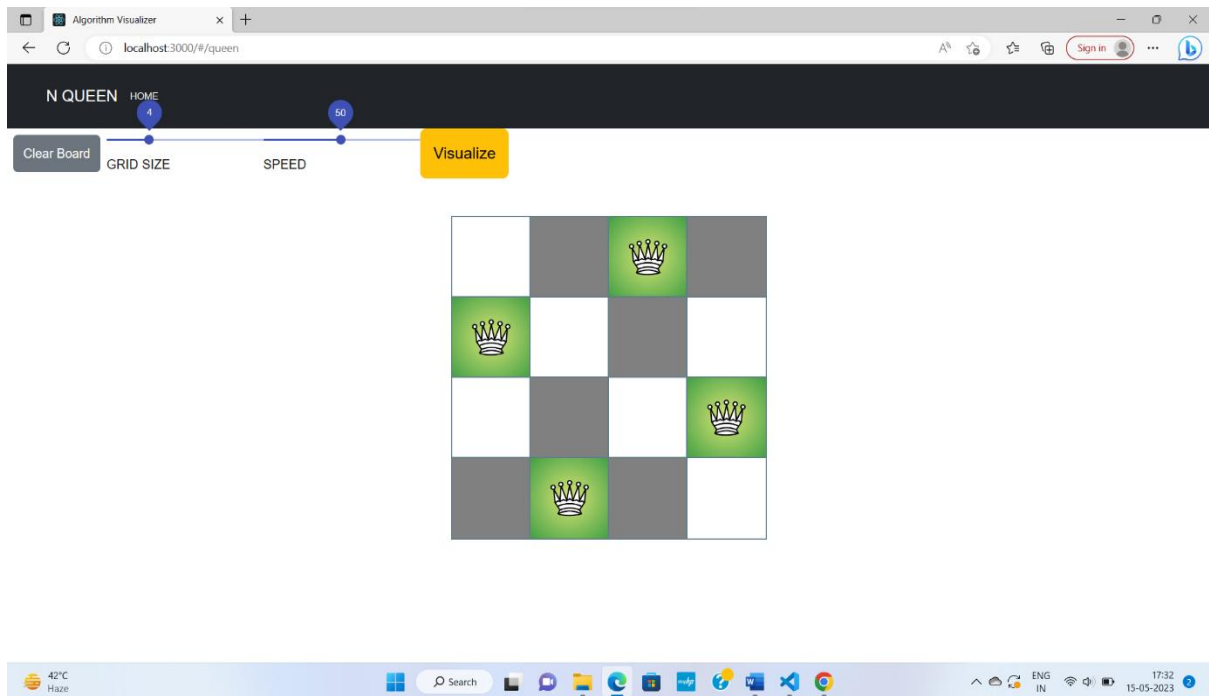 Algorithm Visualizer
localhost:3000/#/queen
Sign in
N QUEEN HOME
4
50
Clear Board
GRID SIZE
SPEED
Visualize
42°C
Haze
Search
ENG
IN
17:32
15-05-2023
2